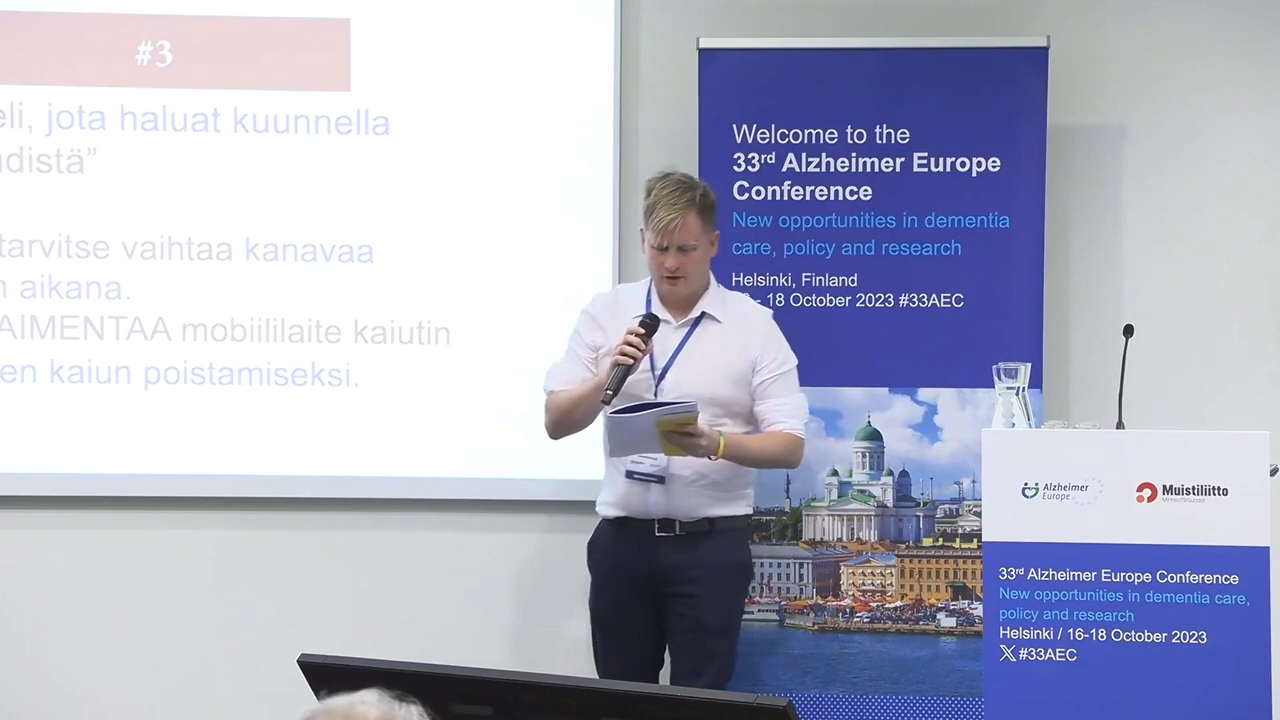 #3
eli, jota haluat kuunnella
distä”
tarvitse vaihtaa kanavaa
n aikana.
AIMENTAA mobiililaite kaiutin
en kaiun poistamiseksi.
Welcome to the
33rd Alzheimer Europe
Conference
New opportunities in dementia
care, policy and research
Helsinki, Finland
- 18 October 2023 #33AEC
Alzheimer
Europe
Muistiliitto
33rd Alzheimer Europe Conference
New opportunities in dementia care,
policy and research
Helsinki / 16-18 October 2023
X #33AEC